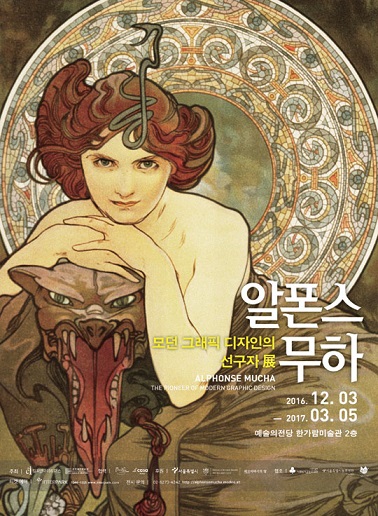 알폰스
무하
모던 그래픽 디자인의
선구자 展
ALPHONSE MUCHA
THE PIONEER OF MODERN GRAPHIC DESIGN
2016. 12. 03
— 2017. 03. 05
예술의전당 한가람미술관 2층
주최